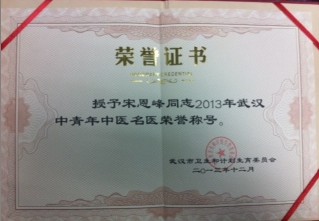 荣誉证书
授予宋恩峰同志2013年武汉
中青年中医名医荣誉称号。
武汉市卫生和计划生育委员会
二〇一三年十二月